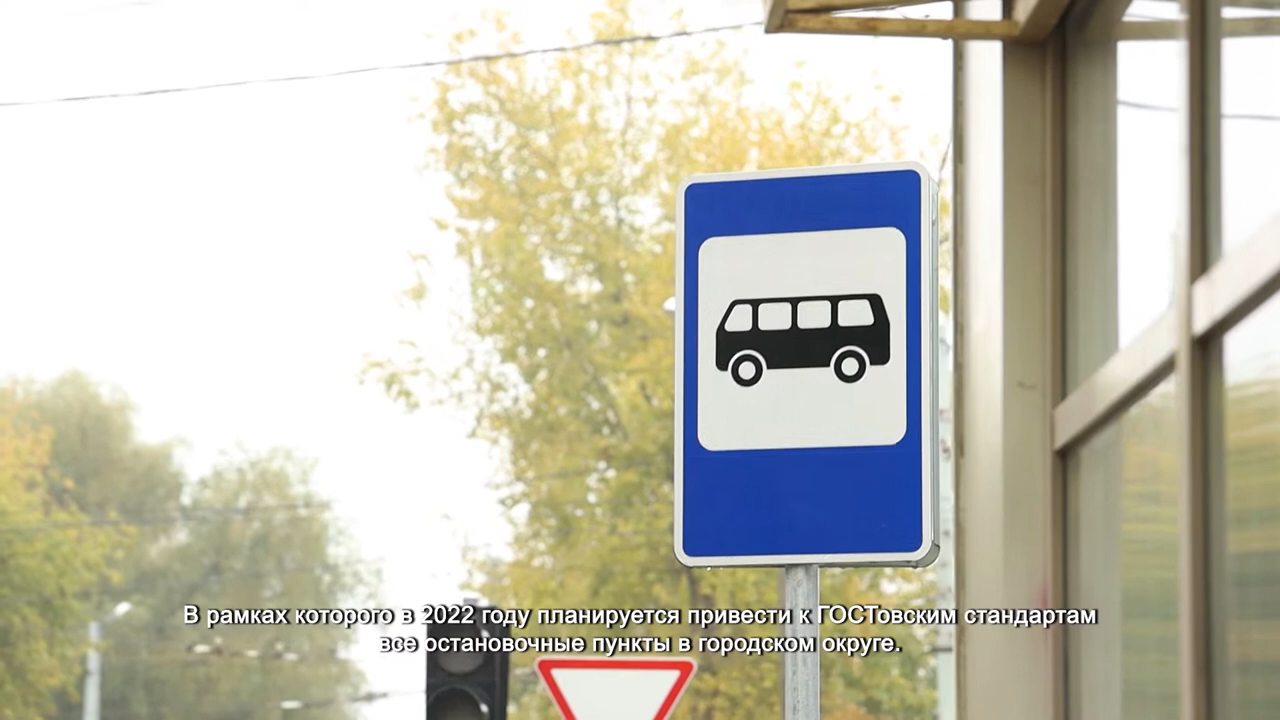 В рамках которого в 2022 году планируется привести к ГОСТовским стандартам
все остановочные пункты в городском округе.